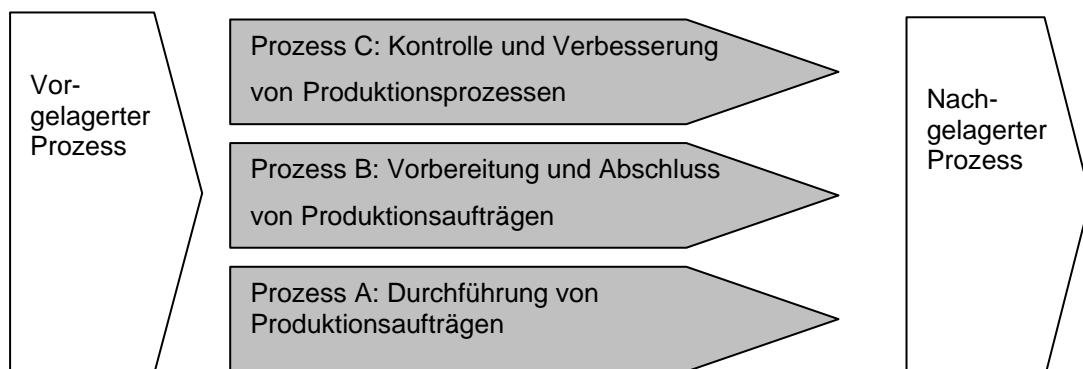 Vor-
gelagerter
Prozess
Prozess C: Kontrolle und Verbesserung
von Produktionsprozessen
Prozess B: Vorbereitung und Abschluss
von Produktionsaufträgen
Prozess A: Durchführung von
Produktionsaufträgen
Nach-
gelagerter
Prozess